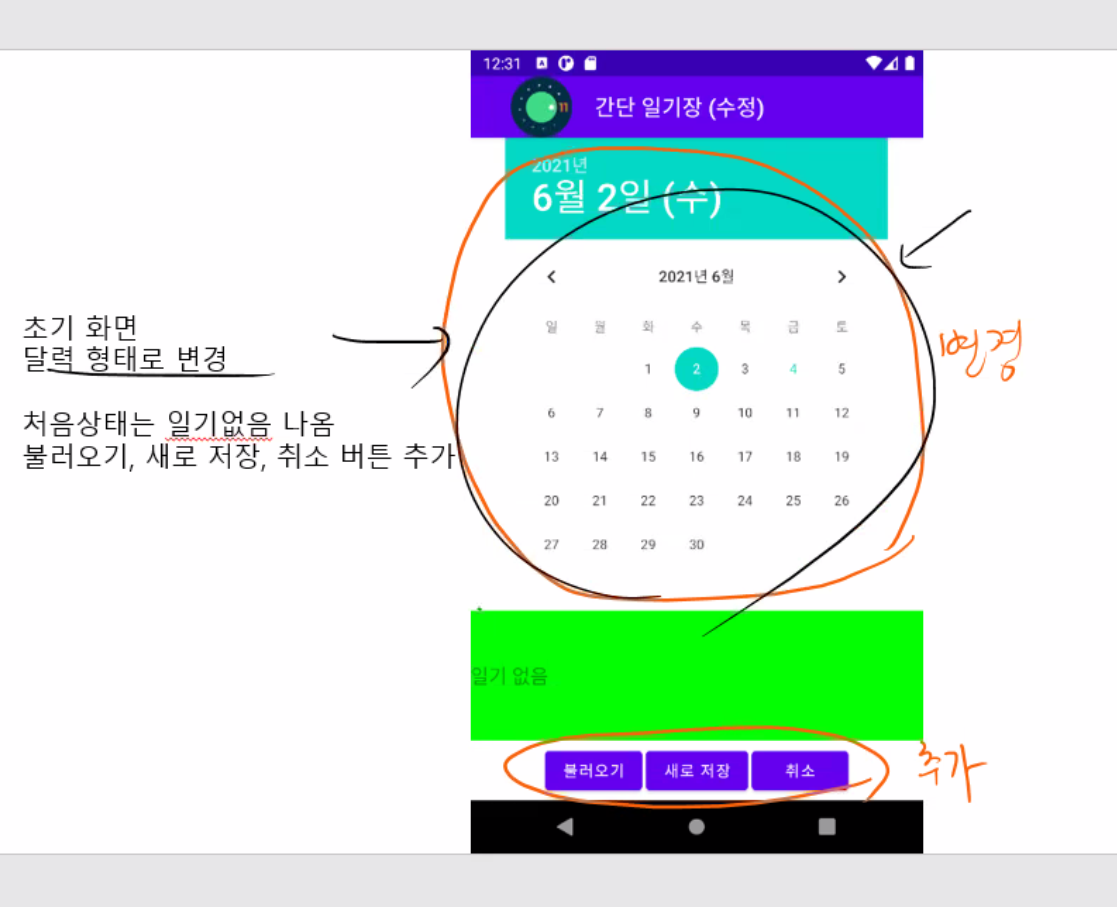 12:31
간단 일기장 (수정)
2021년
6월 2일 (수)
2021년 6월
일 월 화 수 목 금 토
1 2 3 4 5
6 7 8 9 10 11 12
13 14 15 16 17 18 19
20 21 22 23 24 25 26
27 28 29 30
초기 화면
달력 형태로 변경
처음상태는 일기없음 나옴
불러오기, 새로 저장, 취소 버튼 추가
변경
일기 없음
불러오기 새로 저장 취소
추가